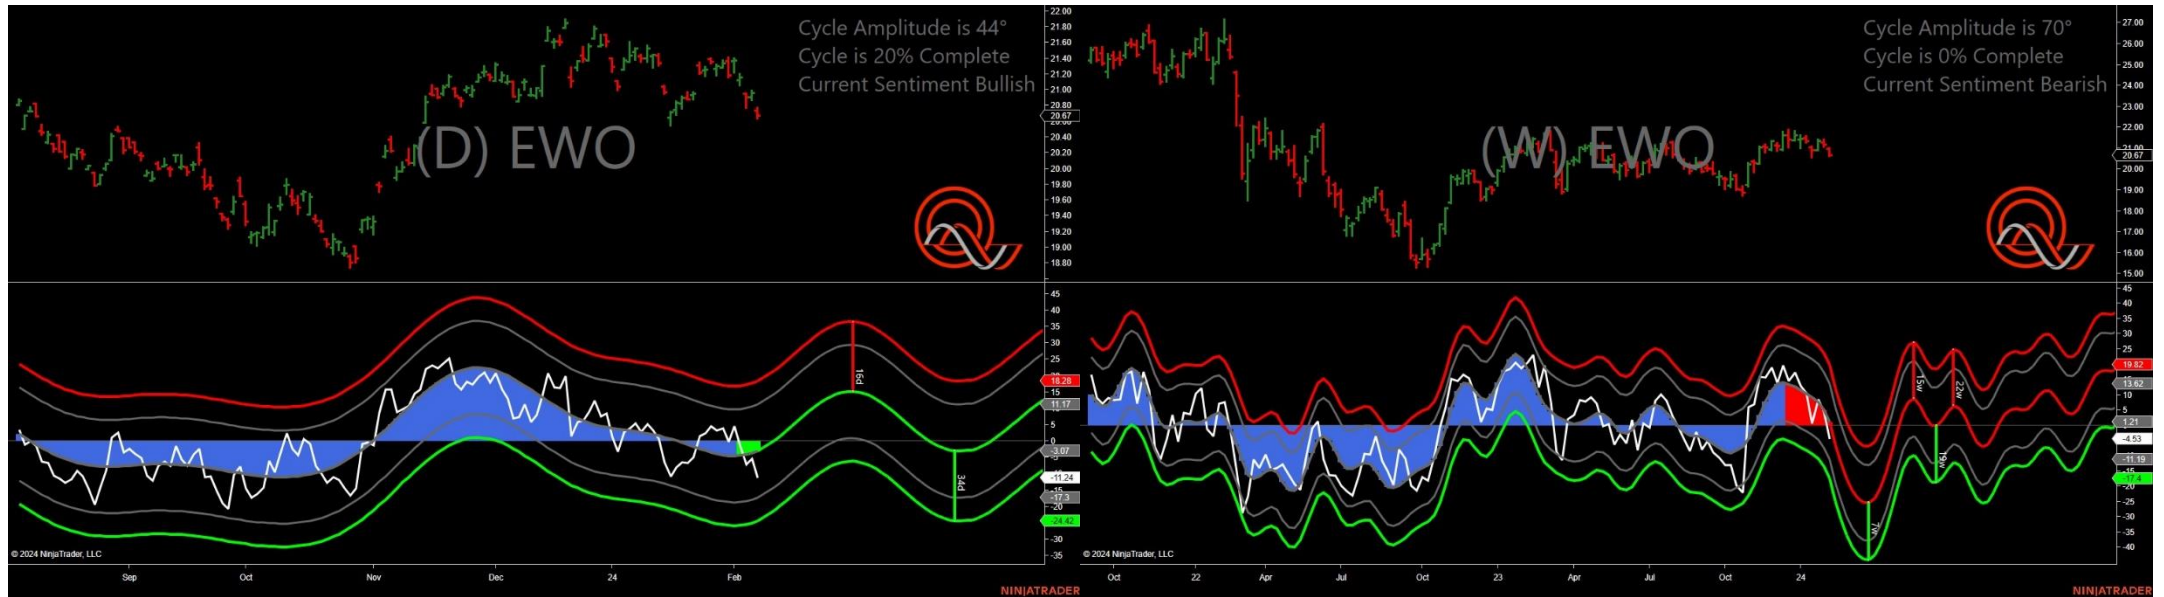 Cycle Amplitude is 44°
Cycle is 20% Complete
Current Sentiment Bullish
(D) EWO
22.00
21.80
21.60
21.40
21.20
21.00
20.80
20.67
20.40
20.20
20.00
19.80
19.60
19.40
19.20
19.00
18.80
45
40
35
30
25
20
18.28
15
11.17
5
0
-3.07
-11.24
-17.3
-20
-24.42
-30
-35
16d
34d
© 2024 NinjaTrader, LLC
Sep
Oct
Nov
Dec
24
Feb
NINJATRADER
Cycle Amplitude is 70°
Cycle is 0% Complete
Current Sentiment Bearish
(W) EWO
27.00
26.00
25.00
24.00
23.00
22.00
21.00
20.67
19.00
18.00
17.00
16.00
15.00
45
40
35
30
25
19.82
13.62
10
5
1.21
-4.53
-11.19
-15
-17.4
-20
-25
-30
-35
-40
15w
22w
19w
7w
© 2024 NinjaTrader, LLC
Oct
22
Apr
Jul
Oct
23
Apr
Jul
Oct
24
NINJATRADER